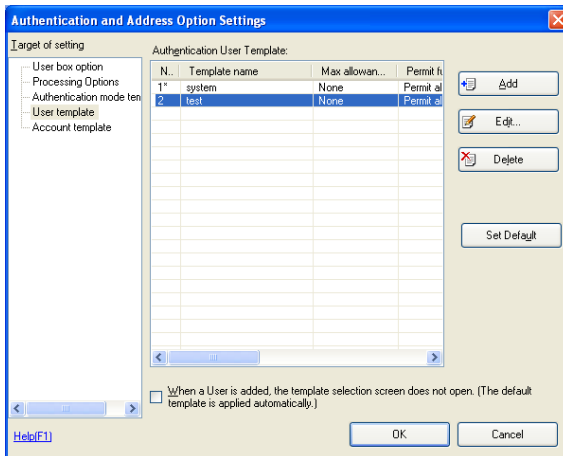 Authentication and Address Option Settings
Target of setting
User box option
Processing Options
Authentication mode ten
User template
Account template
Authentication User Template:
N.. Template name Max allowan... Permit fu
1* system None Permit al
2 test None Permit al
Add
Edit...
Delete
Set Default
When a User is added, the template selection screen does not open. (The default
template is applied automatically.)
Help(F1)
OK
Cancel